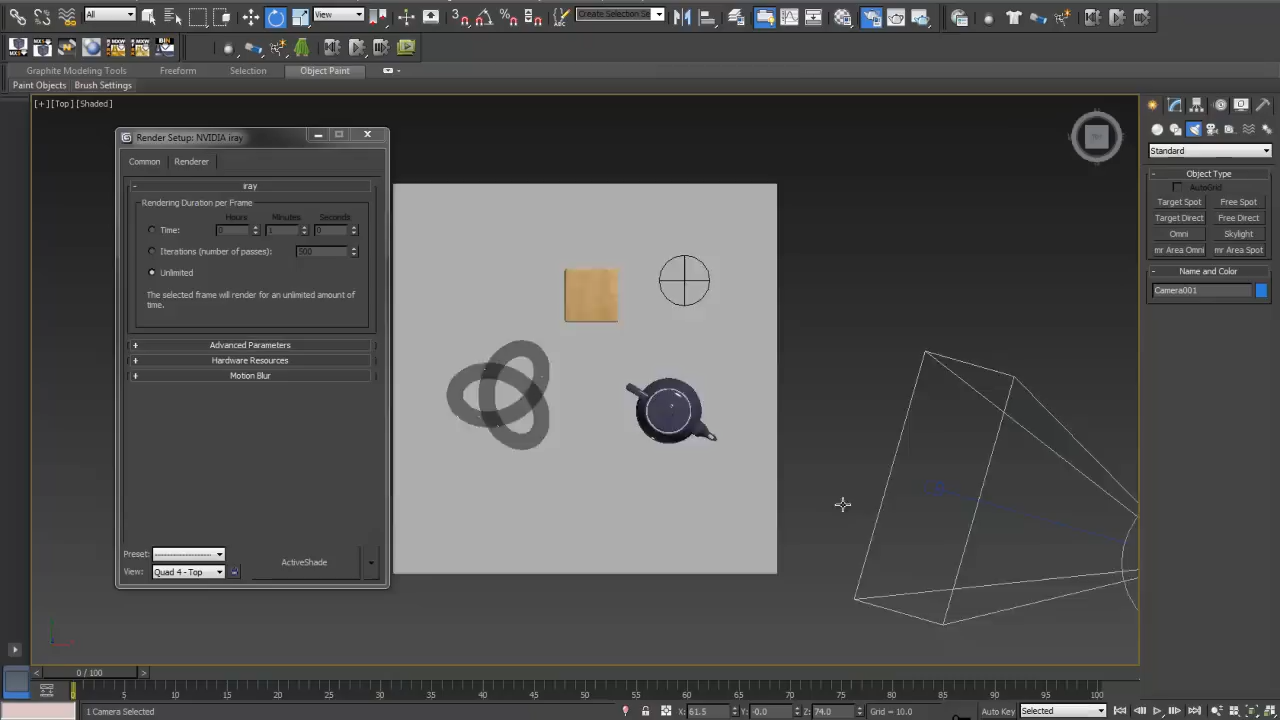 All
View
Create Selection Se
Graphite Modeling Tools
Freeform
Selection
Object Paint
Paint Objects
Brush Settings
[+] [Top] [Shaded]
Render Setup: NVIDIA iray
Common
Renderer
iray
Rendering Duration per Frame
Hours
Minutes
Seconds
Time:
0
1
0
Iterations (number of passes):
500
Unlimited
The selected frame will render for an unlimited amount of
time.
Advanced Parameters
Hardware Resources
Motion Blur
Preset:
View:
Quad 4 - Top
ActiveShade
TOP
Standard
Object Type
AutoGrid
Target Spot
Free Spot
Target Direct
Free Direct
Omni
Skylight
mr Area Omni
mr Area Spot
Name and Color
Camera001
0 / 100
5 10 15 20 25 30 35 40 45 50 55 60 65 70 75 80 85 90 95 100
1 Camera Selected
X: 61.5
Y: -0.0
Z: 74.0
Grid = 10.0
Auto Key
Selected